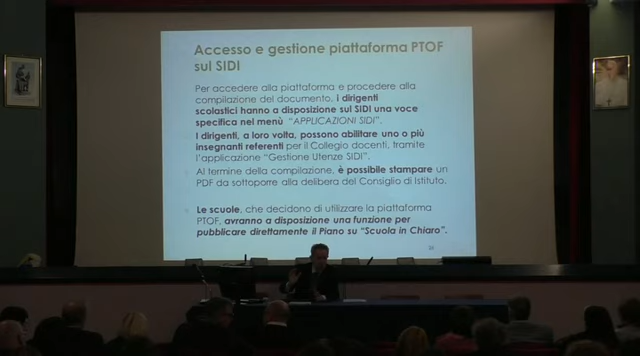 Accesso e gestione piattaforma PTOF
sul SIDI
Per accedere alla piattaforma e procedere alla
compilazione del documento, i dirigenti
scolastici hanno a disposizione sul SIDI una voce
specifica nel menù "APPLICAZIONI SIDI".
I dirigenti, a loro volta, possono abilitare uno o più
insegnanti referenti per il Collegio docenti, tramite
l'applicazione "Gestione Utenze SIDI".
Al termine della compilazione, è possibile stampare un
PDF da sottoporre alla delibera del Consiglio di Istituto.
Le scuole, che decidono di utilizzare la piattaforma
PTOF, avranno a disposizione una funzione per
pubblicare direttamente il Piano su "Scuola in Chiaro".